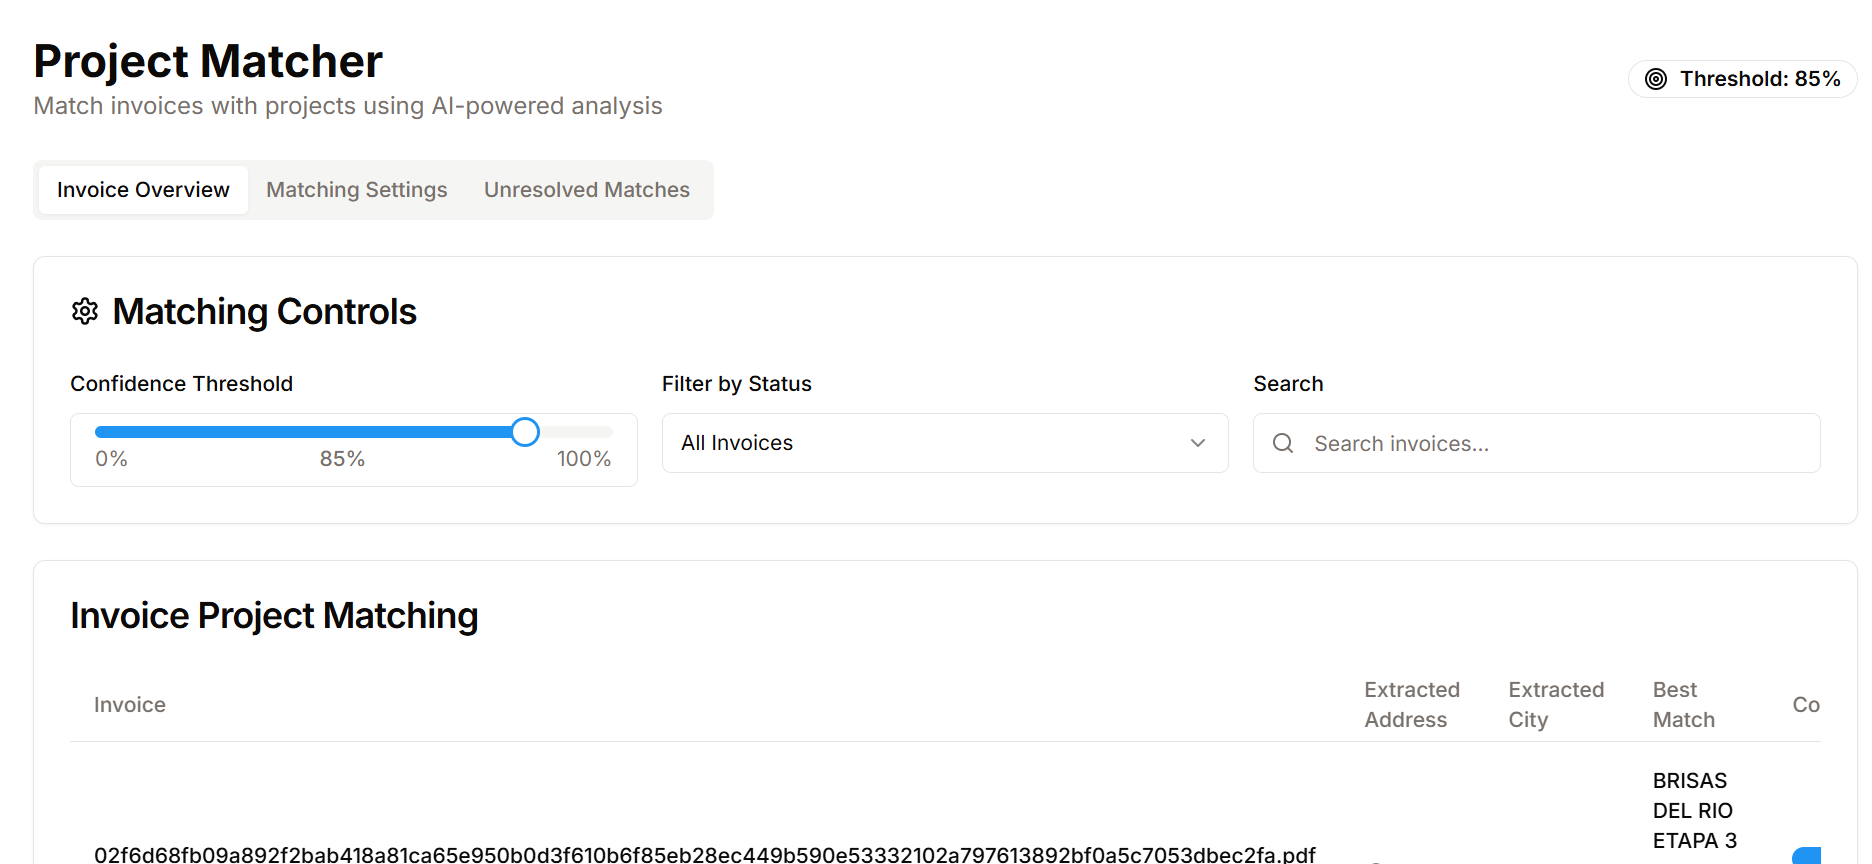 Project Matcher
Match invoices with projects using AI-powered analysis
Threshold: 85%
Invoice Overview
Matching Settings
Unresolved Matches
Matching Controls
Confidence Threshold
0%
85%
100%
Filter by Status
All Invoices
Search
Search invoices...
Invoice Project Matching
Invoice
Extracted
Address
Extracted
City
Best
Match
Co
02f6d68fb09a892f2bab418a81ca65e950b0d3f610b6f85eb28ec449b590e53332102a797613892bf0a5c7053dbec2fa.pdf
BRISAS
DEL RIO
ETAPA 3